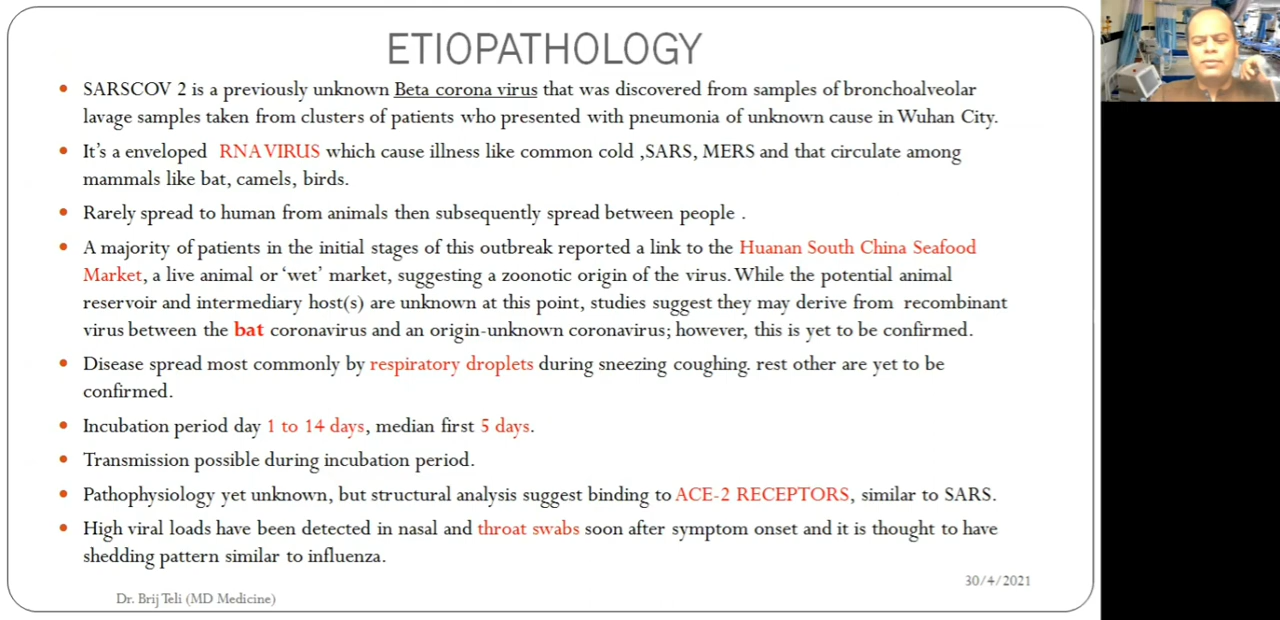 ETIOPATHOLOGY
• SARSCOV 2 is a previously unknown Beta corona virus that was discovered from samples of bronchoalveolar
lavage samples taken from clusters of patients who presented with pneumonia of unknown cause in Wuhan City.
• It's a enveloped RNA VIRUS which cause illness like common cold ,SARS, MERS and that circulate among
mammals like bat, camels, birds.
• Rarely spread to human from animals then subsequently spread between people .
• A majority of patients in the initial stages of this outbreak reported a link to the Huanan South China Seafood
Market, a live animal or ‘wet’ market, suggesting a zoonotic origin of the virus. While the potential animal
reservoir and intermediary host(s) are unknown at this point, studies suggest they may derive from recombinant
virus between the bat coronavirus and an origin-unknown coronavirus; however, this is yet to be confirmed.
• Disease spread most commonly by respiratory droplets during sneezing coughing. rest other are yet to be
confirmed.
• Incubation period day 1 to 14 days, median first 5 days.
• Transmission possible during incubation period.
• Pathophysiology yet unknown, but structural analysis suggest binding to ACE-2 RECEPTORS, similar to SARS.
• High viral loads have been detected in nasal and throat swabs soon after symptom onset and it is thought to have
shedding pattern similar to influenza.
30/4/2021
Dr. Brij Teli (MD Medicine)